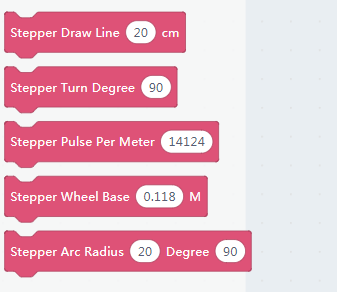 Stepper Draw Line 20 cm
Stepper Turn Degree 90
Stepper Pulse Per Meter 14124
Stepper Wheel Base 0.118 M
Stepper Arc Radius 20 Degree 90